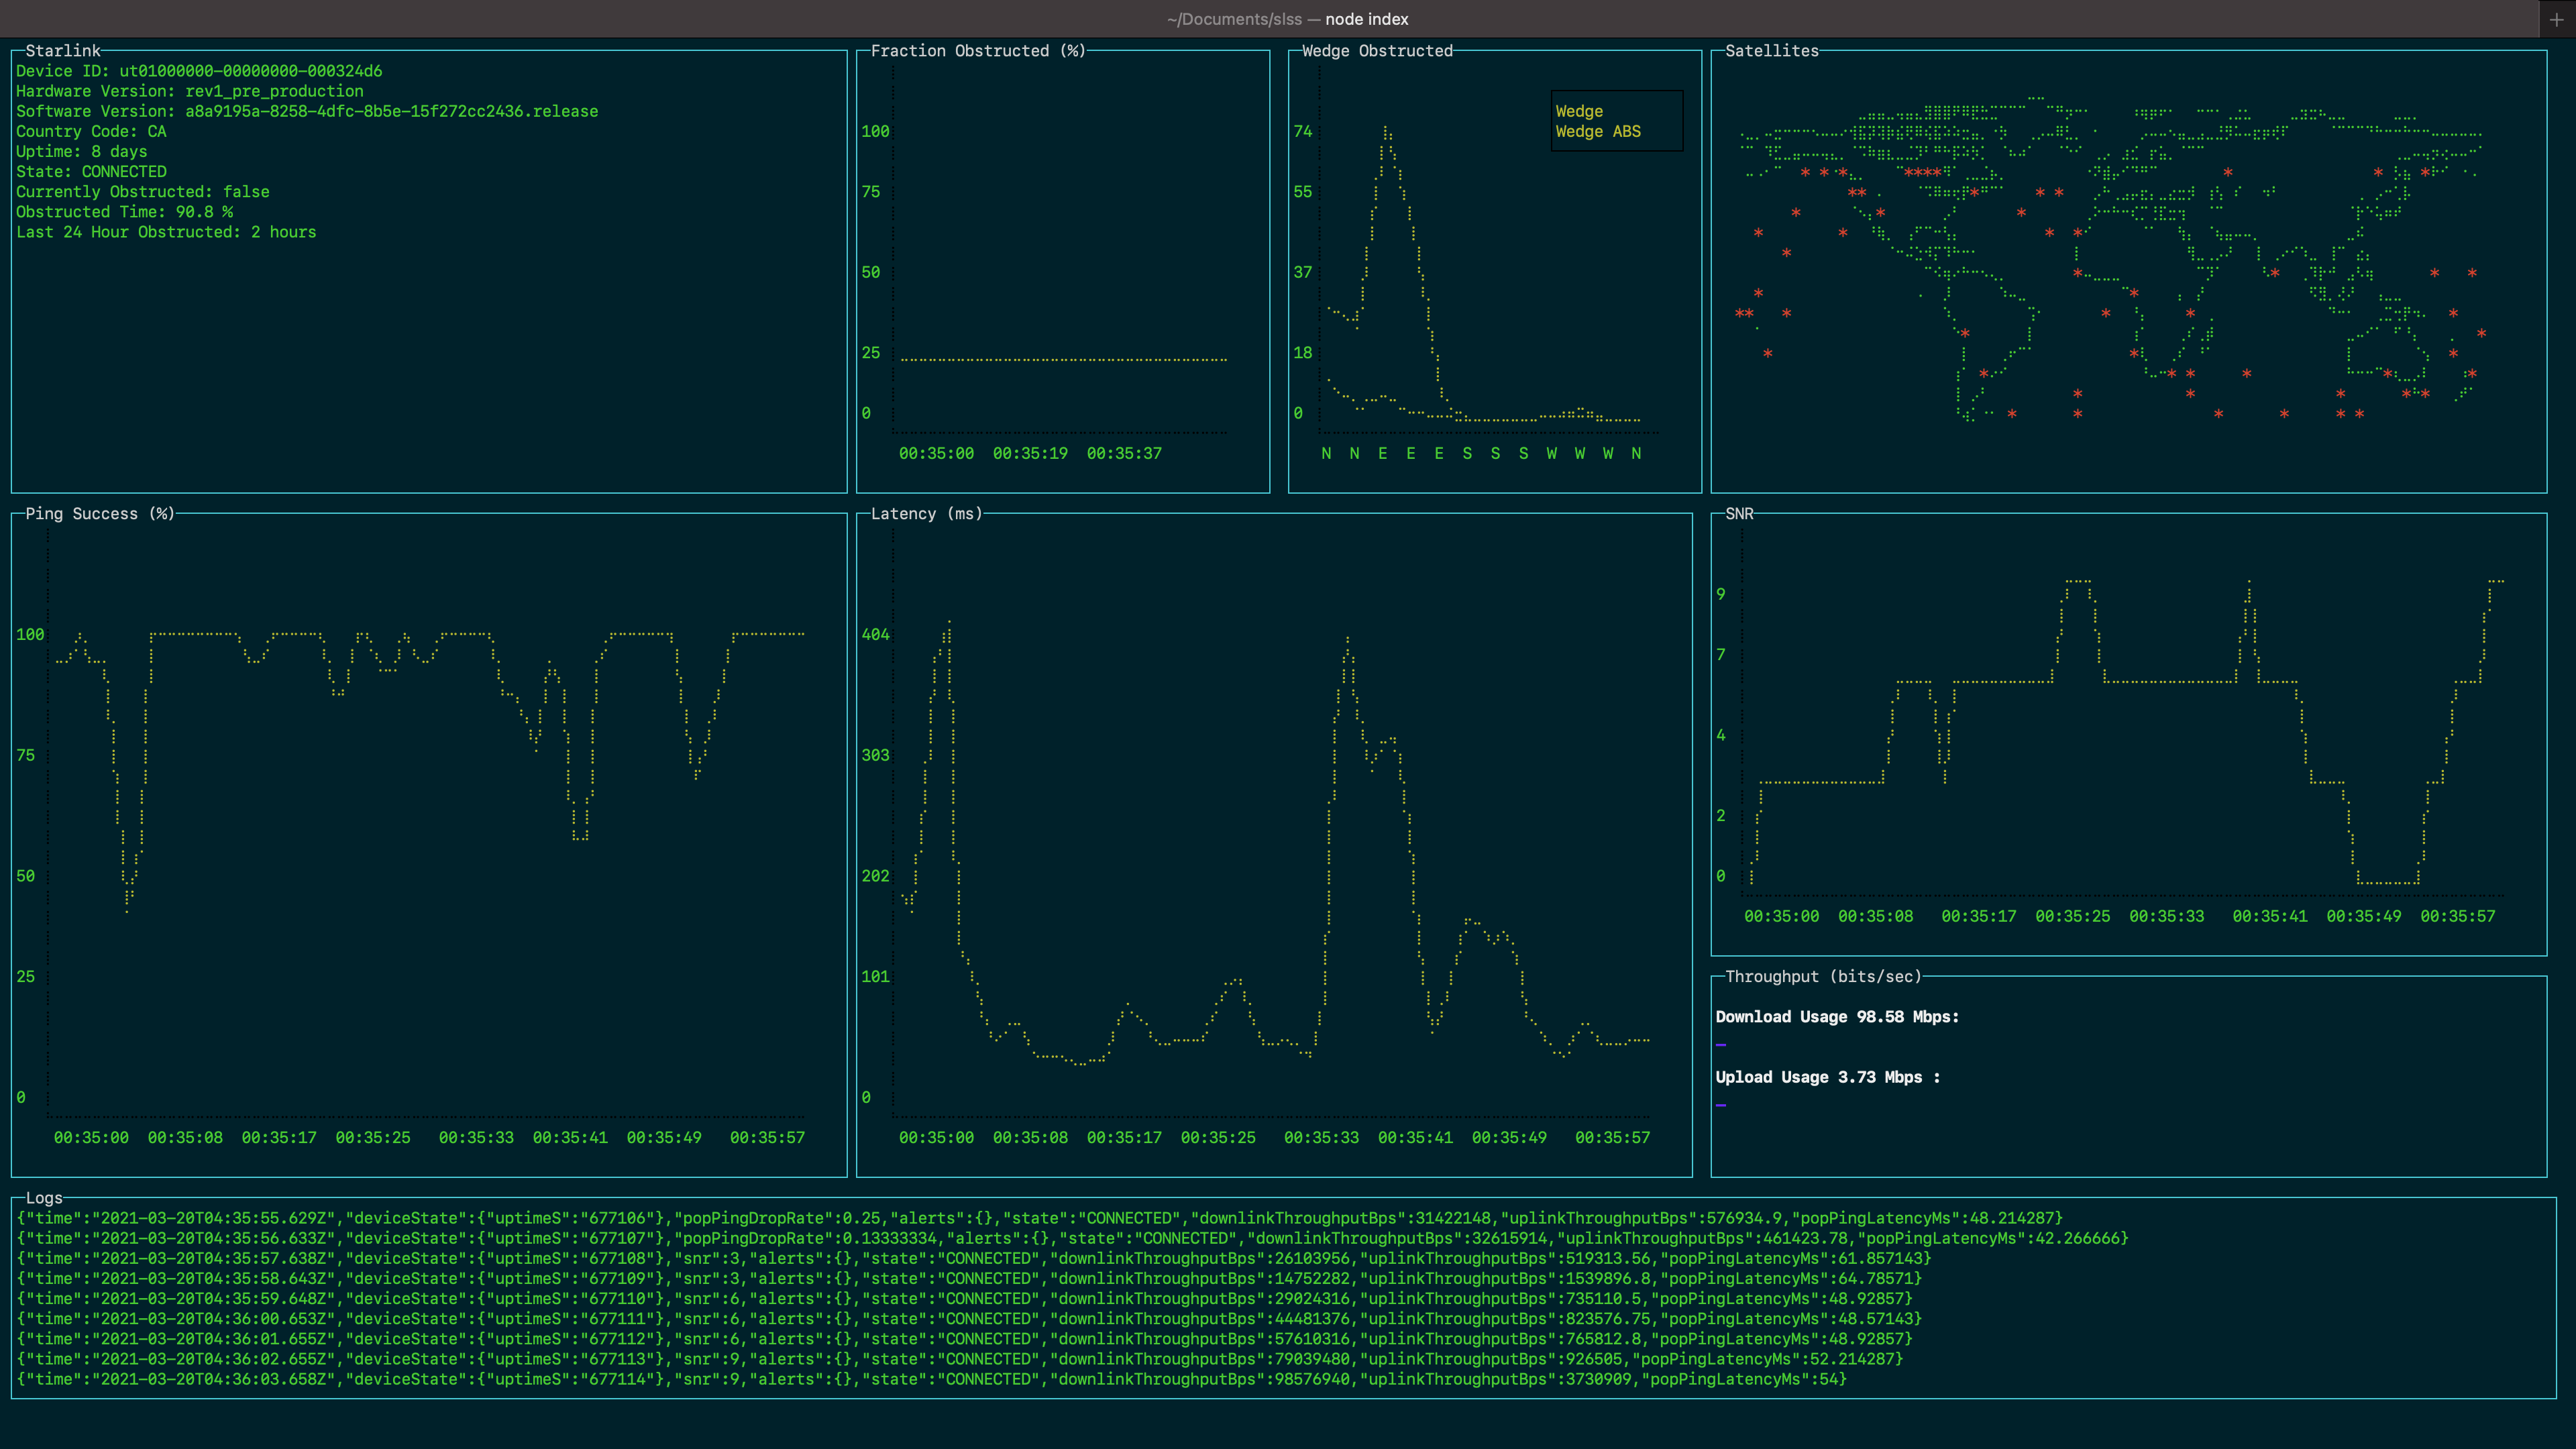 ~/Documents/slss — node index
+
Starlink
Device ID: ut01000000-00000000-000324d6
Hardware Version: rev1_pre_production
Software Version: a8a9195a-8258-4dfc-8b5e-15f272cc2436.release
Country Code: CA
Uptime: 8 days
State: CONNECTED
Currently Obstructed: false
Obstructed Time: 90.8 %
Last 24 Hour Obstructed: 2 hours
Fraction Obstructed (%)
100
75
50
25
0
00:35:00 00:35:19 00:35:37
Wedge Obstructed
Wedge
Wedge ABS
74
55
37
18
0
N N E E E S S S W W W N
Satellites
Ping Success (%)
100
75
50
25
0
00:35:00 00:35:08 00:35:17 00:35:25 00:35:33 00:35:41 00:35:49 00:35:57
Latency (ms)
404
303
202
101
0
00:35:00 00:35:08 00:35:17 00:35:25 00:35:33 00:35:41 00:35:49 00:35:57
SNR
9
7
4
2
0
00:35:00 00:35:08 00:35:17 00:35:25 00:35:33 00:35:41 00:35:49 00:35:57
Throughput (bits/sec)
Download Usage 98.58 Mbps:
Upload Usage 3.73 Mbps :
Logs
{"time":"2021-03-20T04:35:55.629Z","deviceState":{"uptimeS":"677106"},"popPingDropRate":0.25,"alerts":{},"state":"CONNECTED","downlinkThroughputBps":31422148,"uplinkThroughputBps":576934.9,"popPingLatencyMs":48.214287}
{"time":"2021-03-20T04:35:56.633Z","deviceState":{"uptimeS":"677107"},"popPingDropRate":0.13333334,"alerts":{},"state":"CONNECTED","downlinkThroughputBps":32615914,"uplinkThroughputBps":461423.78,"popPingLatencyMs":42.266666}
{"time":"2021-03-20T04:35:57.638Z","deviceState":{"uptimeS":"677108"},"snr":3,"alerts":{},"state":"CONNECTED","downlinkThroughputBps":26103956,"uplinkThroughputBps":519313.56,"popPingLatencyMs":61.857143}
{"time":"2021-03-20T04:35:58.643Z","deviceState":{"uptimeS":"677109"},"snr":3,"alerts":{},"state":"CONNECTED","downlinkThroughputBps":14752282,"uplinkThroughputBps":1539896.8,"popPingLatencyMs":64.78571}
{"time":"2021-03-20T04:35:59.648Z","deviceState":{"uptimeS":"677110"},"snr":6,"alerts":{},"state":"CONNECTED","downlinkThroughputBps":29024316,"uplinkThroughputBps":735110.5,"popPingLatencyMs":48.92857}
{"time":"2021-03-20T04:36:00.653Z","deviceState":{"uptimeS":"677111"},"snr":6,"alerts":{},"state":"CONNECTED","downlinkThroughputBps":44481376,"uplinkThroughputBps":823576.75,"popPingLatencyMs":48.57143}
{"time":"2021-03-20T04:36:01.655Z","deviceState":{"uptimeS":"677112"},"snr":6,"alerts":{},"state":"CONNECTED","downlinkThroughputBps":57610316,"uplinkThroughputBps":765812.8,"popPingLatencyMs":48.92857}
{"time":"2021-03-20T04:36:02.655Z","deviceState":{"uptimeS":"677113"},"snr":9,"alerts":{},"state":"CONNECTED","downlinkThroughputBps":79039480,"uplinkThroughputBps":926505,"popPingLatencyMs":52.214287}
{"time":"2021-03-20T04:36:03.658Z","deviceState":{"uptimeS":"677114"},"snr":9,"alerts":{},"state":"CONNECTED","downlinkThroughputBps":98576940,"uplinkThroughputBps":3730909,"popPingLatencyMs":54}